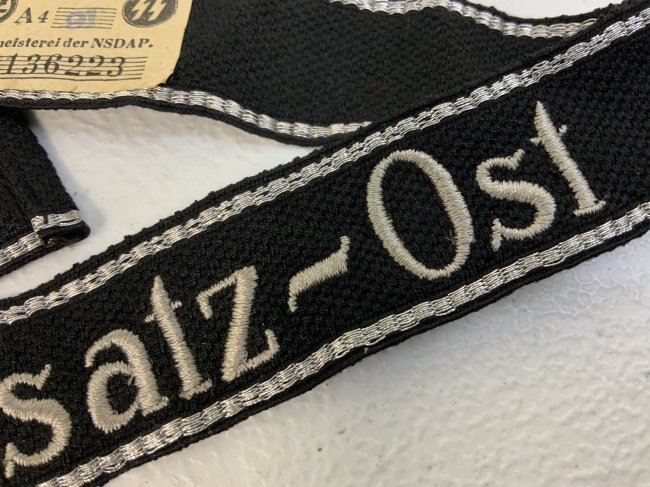 A4
meisterei der NSDAP.
136223
satz-Ost